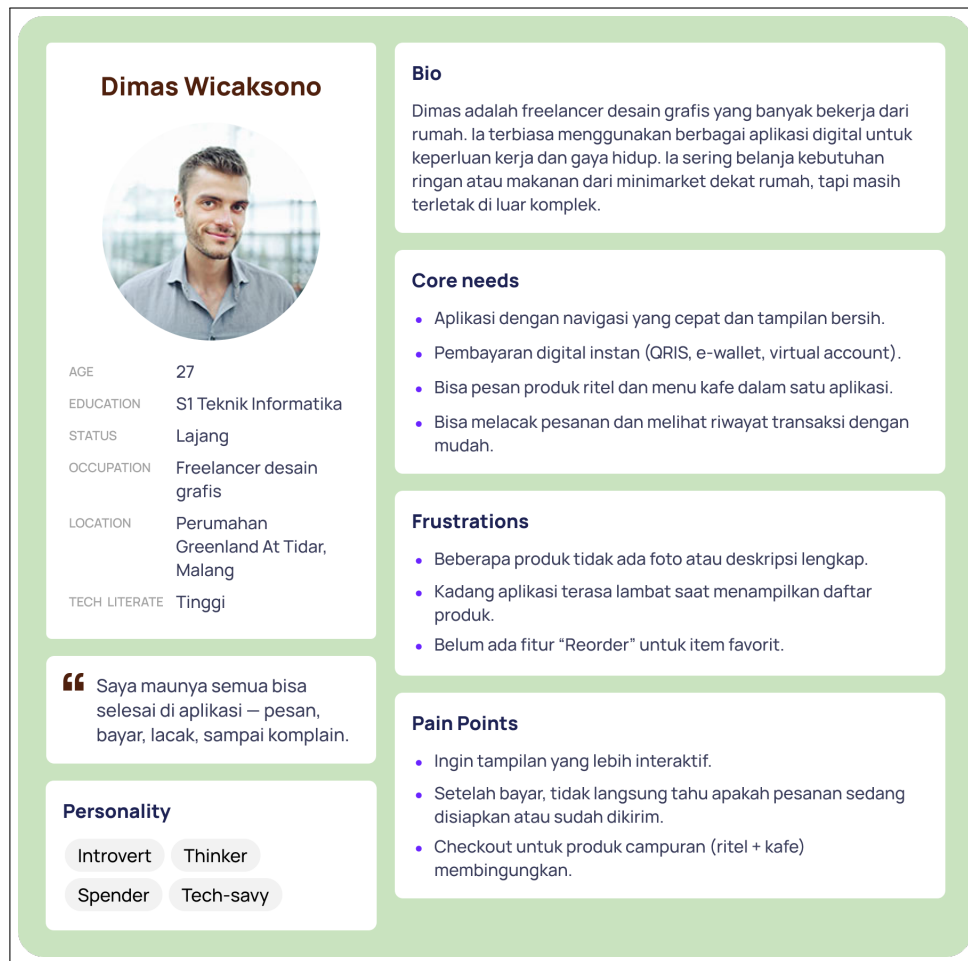 Dimas Wicaksono
AGE 27
EDUCATION S1 Teknik Informatika
STATUS Lajang
OCCUPATION Freelancer desain
grafis
LOCATION Perumahan
Greenland At Tidar,
Malang
TECH LITERATE Tinggi
“ Saya maunya semua bisa
selesai di aplikasi — pesan,
bayar, lacak, sampai komplain.
Personality
Introvert Thinker
Spender Tech-savy
Bio
Dimas adalah freelancer desain grafis yang banyak bekerja dari
rumah. Ia terbiasa menggunakan berbagai aplikasi digital untuk
keperluan kerja dan gaya hidup. Ia sering belanja kebutuhan
ringan atau makanan dari minimarket dekat rumah, tapi masih
terletak di luar komplek.
Core needs
• Aplikasi dengan navigasi yang cepat dan tampilan bersih.
• Pembayaran digital instan (QRIS, e-wallet, virtual account).
• Bisa pesan produk ritel dan menu kafe dalam satu aplikasi.
• Bisa melacak pesanan dan melihat riwayat transaksi dengan
mudah.
Frustrations
• Beberapa produk tidak ada foto atau deskripsi lengkap.
• Kadang aplikasi terasa lambat saat menampilkan daftar
produk.
• Belum ada fitur “Reorder” untuk item favorit.
Pain Points
• Ingin tampilan yang lebih interaktif.
• Setelah bayar, tidak langsung tahu apakah pesanan sedang
disiapkan atau sudah dikirim.
• Checkout untuk produk campuran (ritel + kafe)
membingungkan.